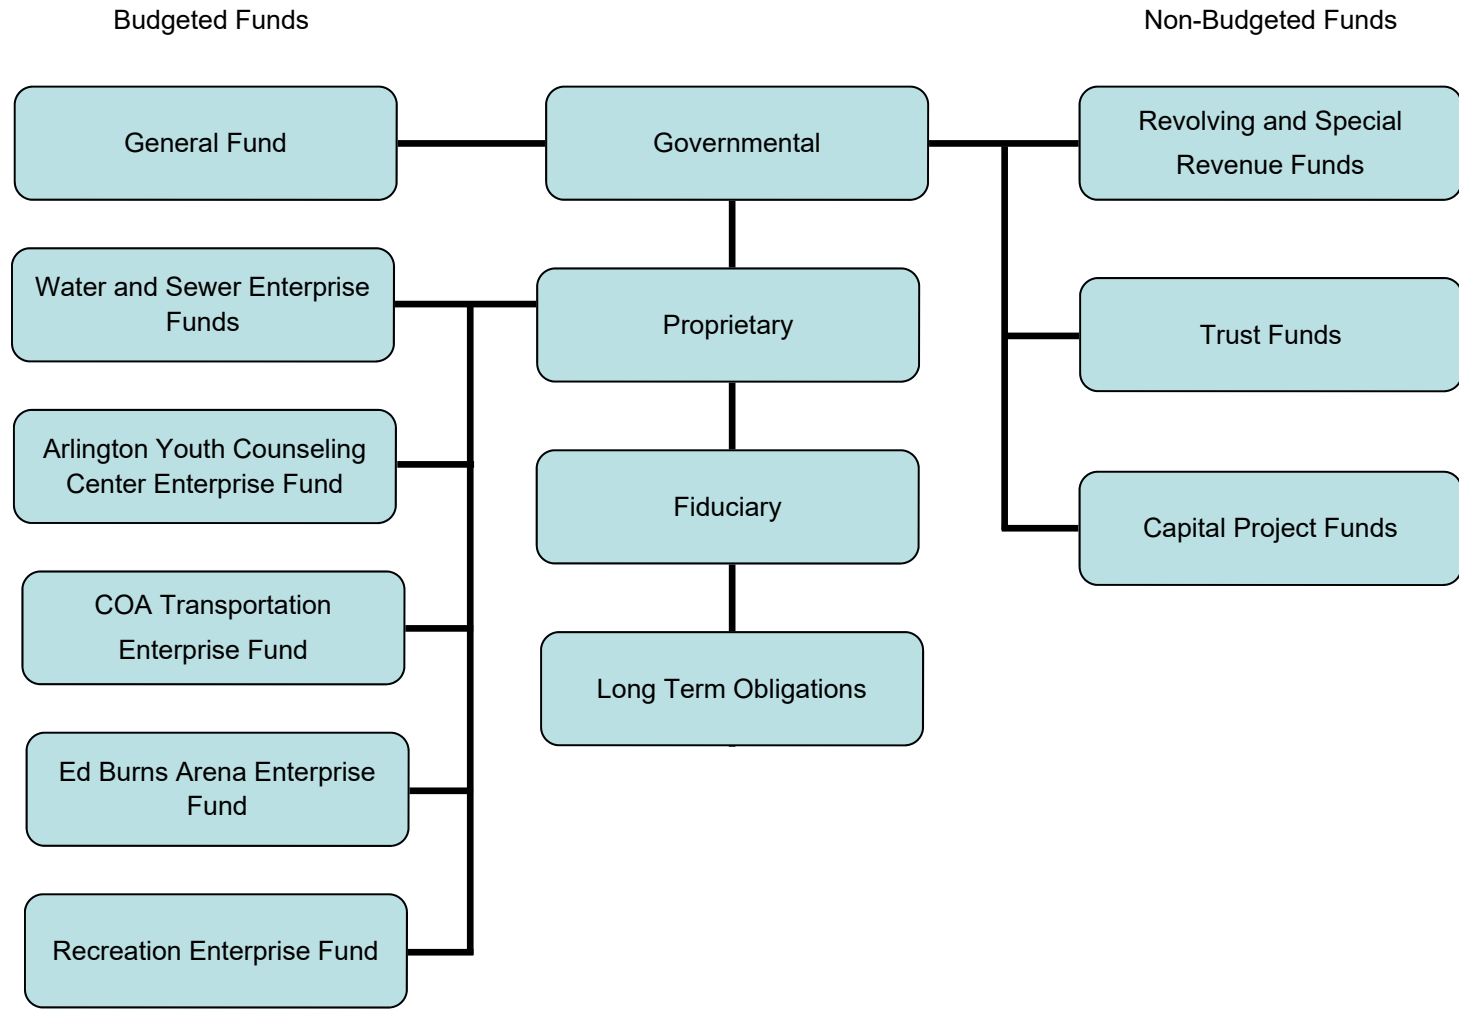 Budgeted Funds
Non-Budgeted Funds
General Fund
Governmental
Revolving and Special
Revenue Funds
Water and Sewer Enterprise
Funds
Proprietary
Trust Funds
Arlington Youth Counseling
Center Enterprise Fund
Fiduciary
Capital Project Funds
COA Transportation
Enterprise Fund
Long Term Obligations
Ed Burns Arena Enterprise
Fund
Recreation Enterprise Fund